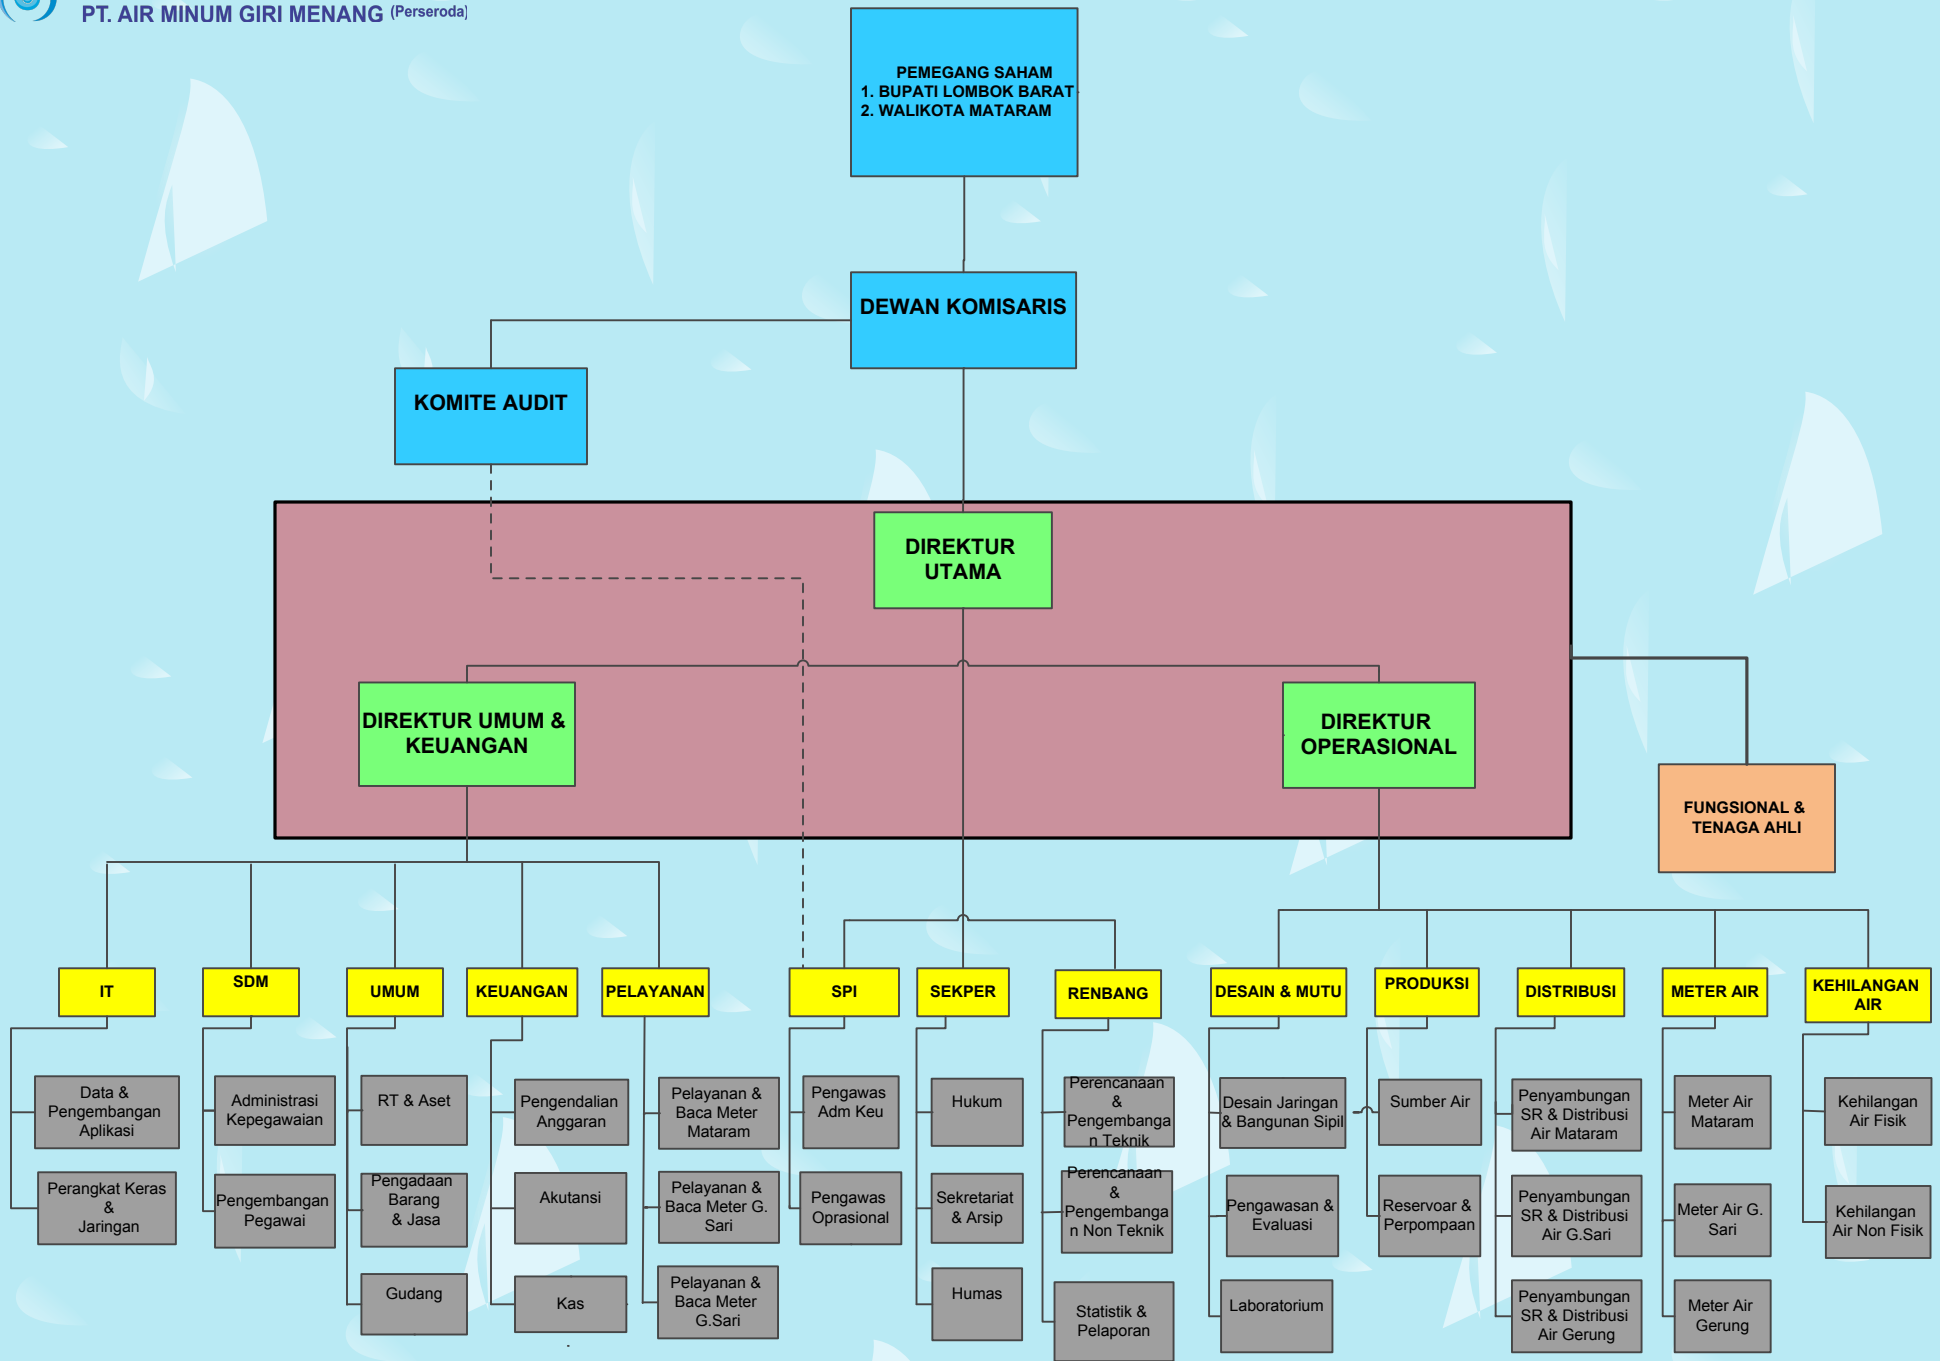 PT. AIR MINUM GIRI MENANG (Perseroda)
PEMEGANG SAHAM
1. BUPATI LOMBOK BARAT
2. WALIKOTA MATARAM
DEWAN KOMISARIS
KOMITE AUDIT
DIREKTUR
UTAMA
DIREKTUR UMUM &
KEUANGAN
DIREKTUR
OPERASIONAL
FUNGSIONAL &
TENAGA AHLI
IT
SDM
UMUM
KEUANGAN
PELAYANAN
SPI
SEKPER
RENBANG
DESAIN & MUTU
PRODUKSI
DISTRIBUSI
METER AIR
KEHILANGAN
AIR
Data &
Pengembangan
Aplikasi
Administrasi
Kepegawaian
RT & Aset
Pengendalian
Anggaran
Pelayanan &
Baca Meter
Mataram
Pengawas
Adm Keu
Hukum
Perencanaan
&
Pengembanga
n Teknik
Desain Jaringan
& Bangunan Sipil
Sumber Air
Penyambungan
SR & Distribusi
Air Mataram
Meter Air
Mataram
Kehilangan
Air Fisik
Perangkat Keras
&
Jaringan
Pengembangan
Pegawai
Pengadaan
Barang
& Jasa
Akutansi
Pelayanan &
Baca Meter G.
Sari
Pengawas
Oprasional
Sekretariat
& Arsip
Perencanaan
&
Pengembanga
n Non Teknik
Pengawasan &
Evaluasi
Reservoar &
Perpompaan
Penyambungan
SR & Distribusi
Air G.Sari
Meter Air G.
Sari
Kehilangan
Air Non Fisik
Gudang
Kas
Pelayanan &
Baca Meter
G.Sari
Humas
Statistik &
Pelaporan
Laboratorium
Penyambungan
SR & Distribusi
Air Gerung
Meter Air
Gerung